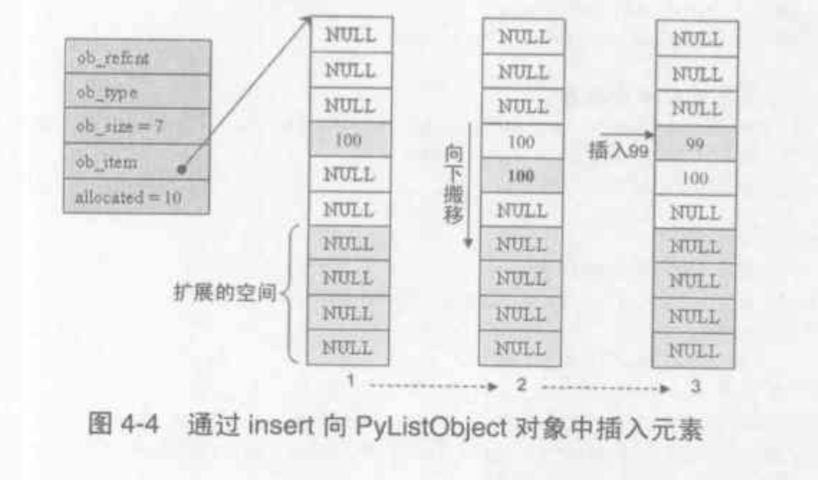 ob_refcnt
ob_type
ob_size = 7
ob_item
allocated = 10
NULL
NULL
NULL
100
NULL
NULL
NULL
NULL
NULL
NULL
扩展的空间
1
向下搬移
NULL
NULL
NULL
100
100
NULL
NULL
NULL
NULL
NULL
2
插入99
NULL
NULL
NULL
99
100
NULL
NULL
NULL
NULL
NULL
3
图 4-4 通过 insert 向 PyListObject 对象中插入元素